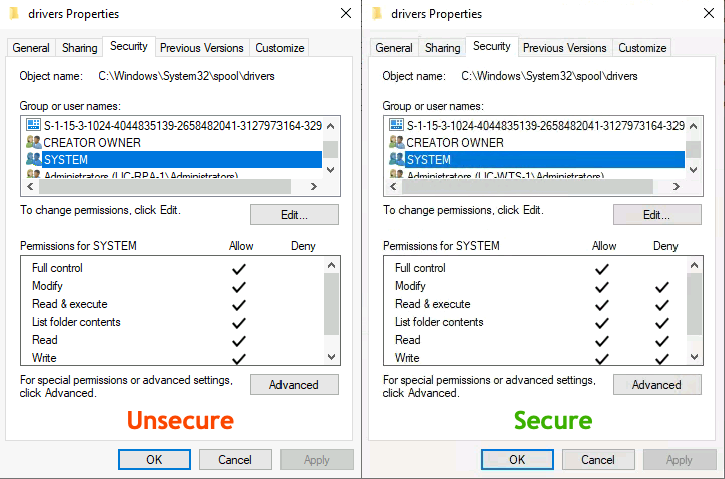 drivers Properties
General Sharing Security Previous Versions Customize
Object name: C:\Windows\System32\spool\drivers
Group or user names:
S-1-15-3-1024-4044835139-2658482041-3127973164-329
CREATOR OWNER
SYSTEM
Administrators (LIC-RPA-1\Administrators)
To change permissions, click Edit.
Edit...
Permissions for SYSTEM Allow Deny
Full control
Modify
Read & execute
List folder contents
Read
Write
For special permissions or advanced settings,
click Advanced.
Advanced
Unsecure
OK Cancel Apply
drivers Properties
General Sharing Security Previous Versions Customize
Object name: C:\Windows\System32\spool\drivers
Group or user names:
S-1-15-3-1024-4044835139-2658482041-3127973164-329
CREATOR OWNER
SYSTEM
Administrators (LIC-WTS-1\Administrators)
To change permissions, click Edit.
Edit...
Permissions for SYSTEM Allow Deny
Full control
Modify
Read & execute
List folder contents
Read
Write
For special permissions or advanced settings,
click Advanced.
Advanced
Secure
OK Cancel Apply